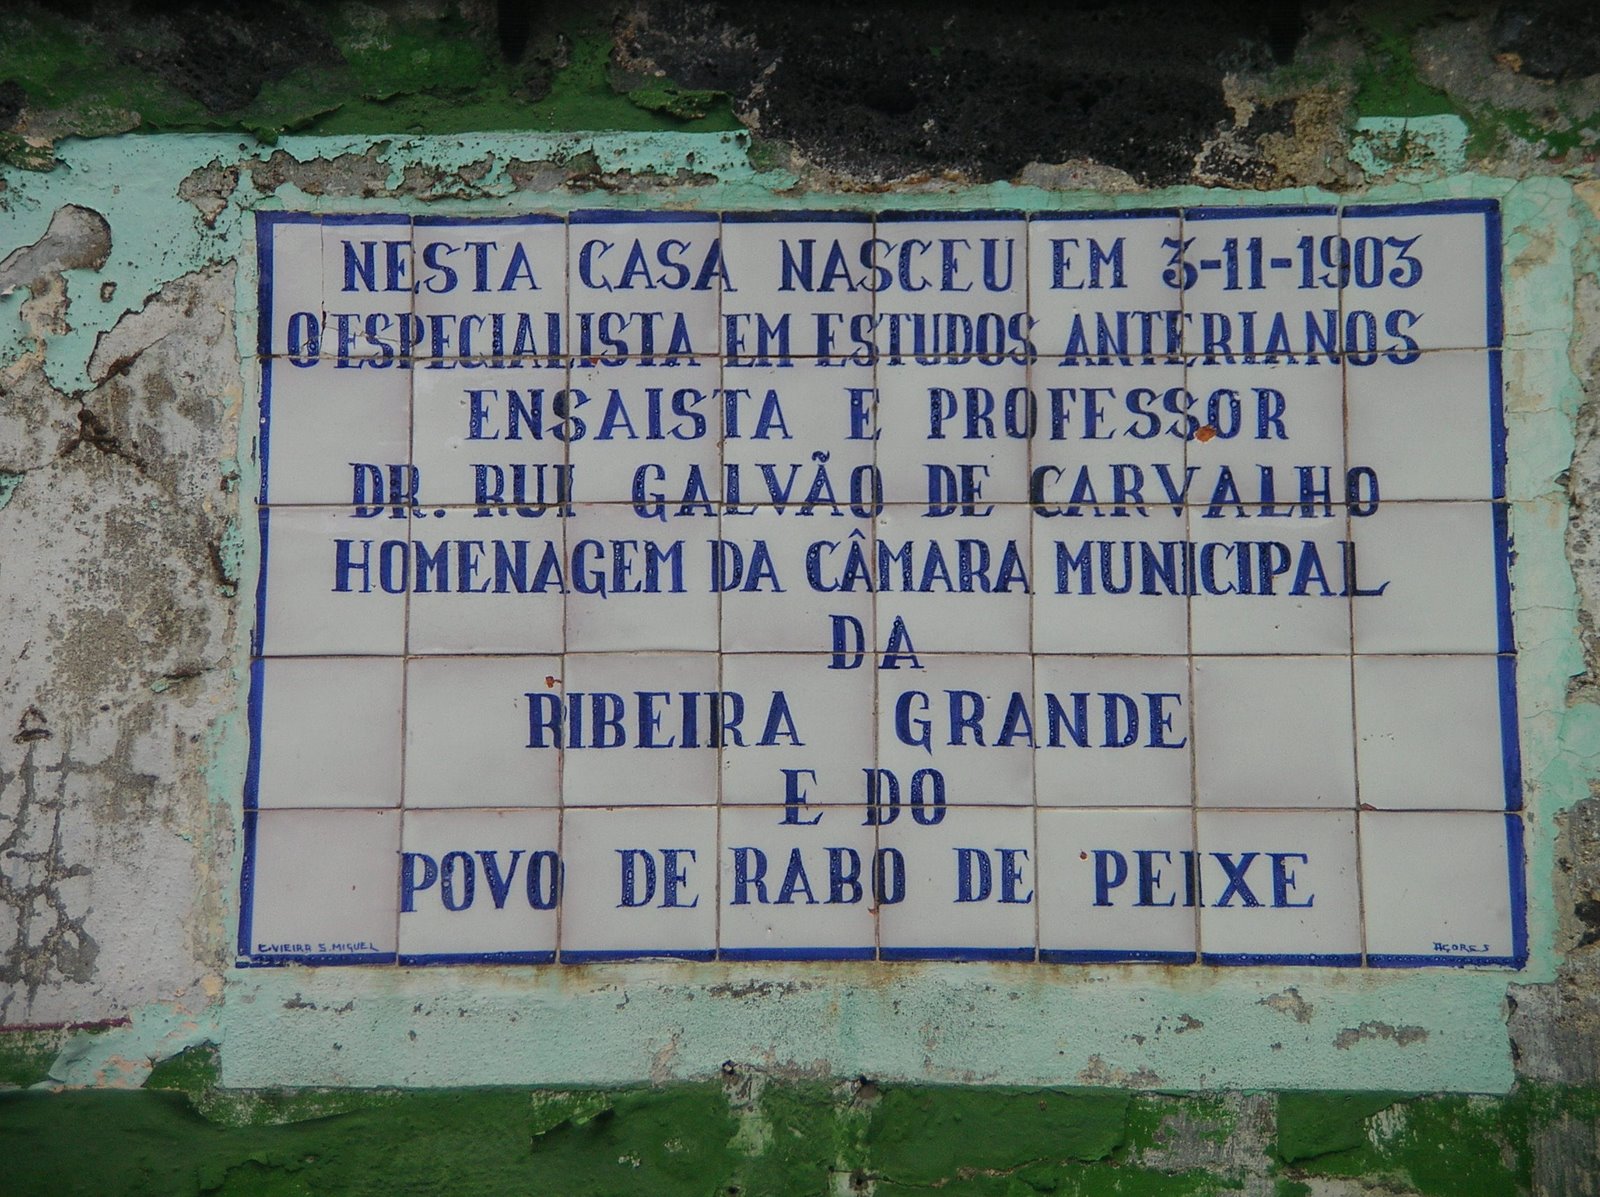 NESTA CASA NASCEU EM 3-11-1903
O ESPECIALISTA EM ESTUDOS ANTERIANOS
ENSAISTA E PROFESSOR
DR. RUI GALVÃO DE CARVALHO
HOMENAGEM DA CÂMARA MUNICIPAL
DA
RIBEIRA GRANDE
E DO
POVO DE RABO DE PEIXE
C.VIEIRA S. MIGUEL AÇORES